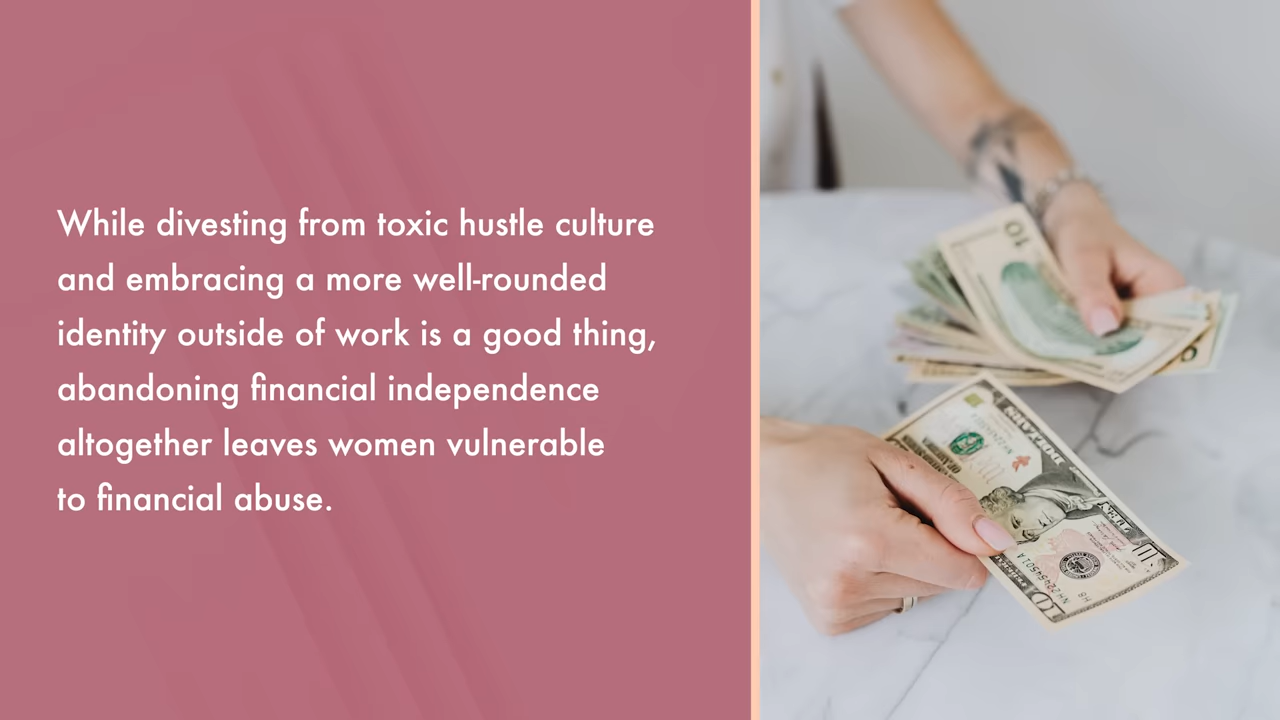 While divesting from toxic hustle culture
and embracing a more well-rounded
identity outside of work is a good thing,
abandoning financial independence
altogether leaves women vulnerable
to financial abuse.
10